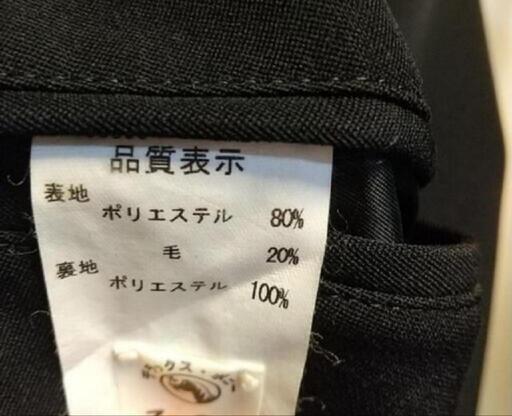 品質表示
表地
ポリエステル 80%
毛 20%
裏地
ポリエステル 100%